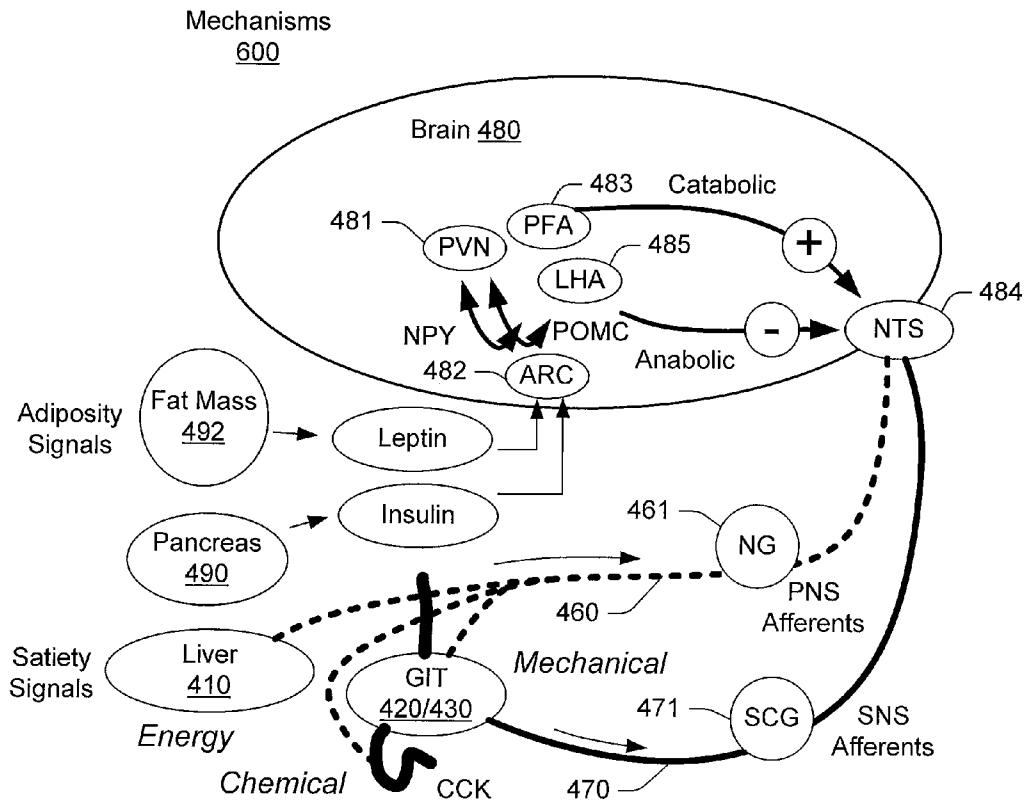 Mechanisms
600
Brain 480
483
Catabolic
481
PFA
+
PVN
485
LHA
484
NTS
-
NPY
POMC
Anabolic
482
ARC
Adiposity
Signals
Fat Mass
492
Leptin
Insulin
461
NG
Pancreas
490
460
PNS
Afferents
Satiety
Signals
Liver
410
GIT
420/430
Mechanical
471
SCG
SNS
Afferents
Energy
Chemical
CCK
470